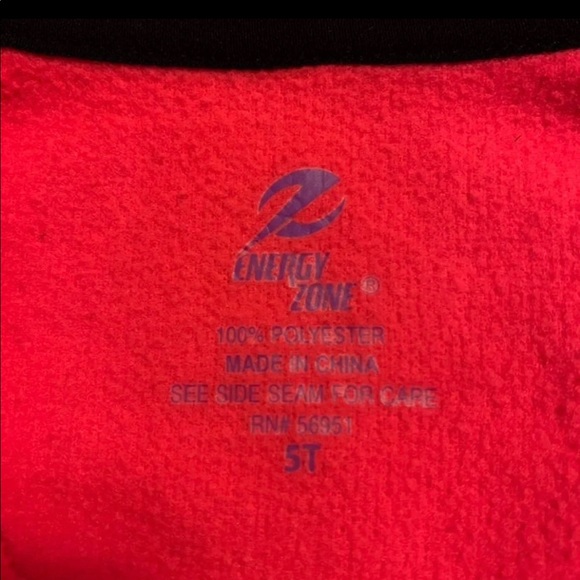 ENERGY
ZONE®
100% POLYESTER
MADE IN CHINA
SEE SIDE SEAM FOR CARE
RN# 56951
5T